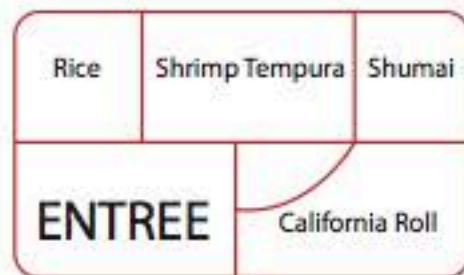 Rice
Shrimp Tempura
Shumai
ENTREE
California Roll